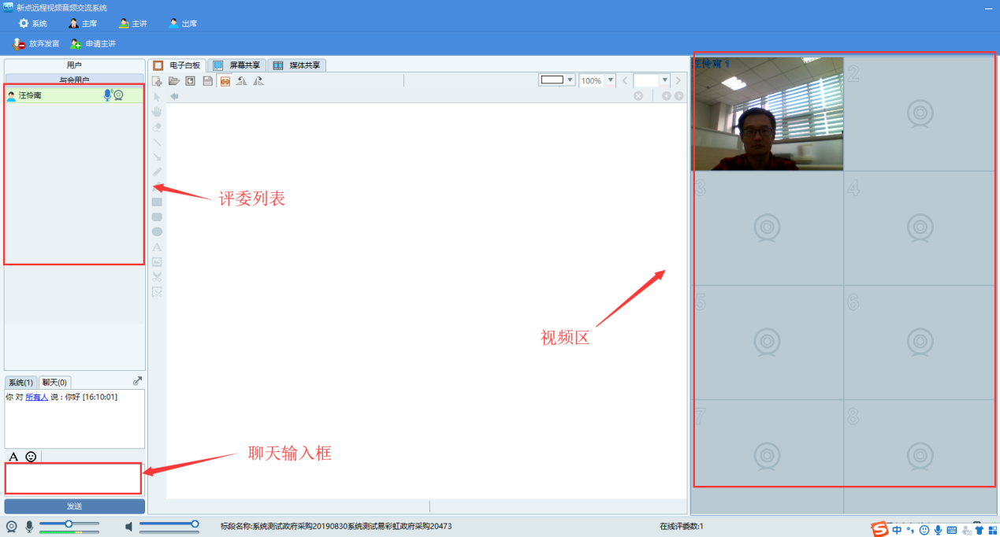 新点远程视频音频交流系统
系统 主席 主讲 出席
放弃发言 申请主讲
用户
与会用户
汪怜南
电子白板 屏幕共享 媒体共享
100%
汪怜南 1
2
3
4
5
6
7
8
评委列表
视频区
系统(1) 聊天(0)
你 对 所有人 说 : 你好 [16:10:01]
A
聊天输入框
发送
标段名称:系统测试政府采购20190830系统测试易彩虹政府采购20473
在线评委数:1
中